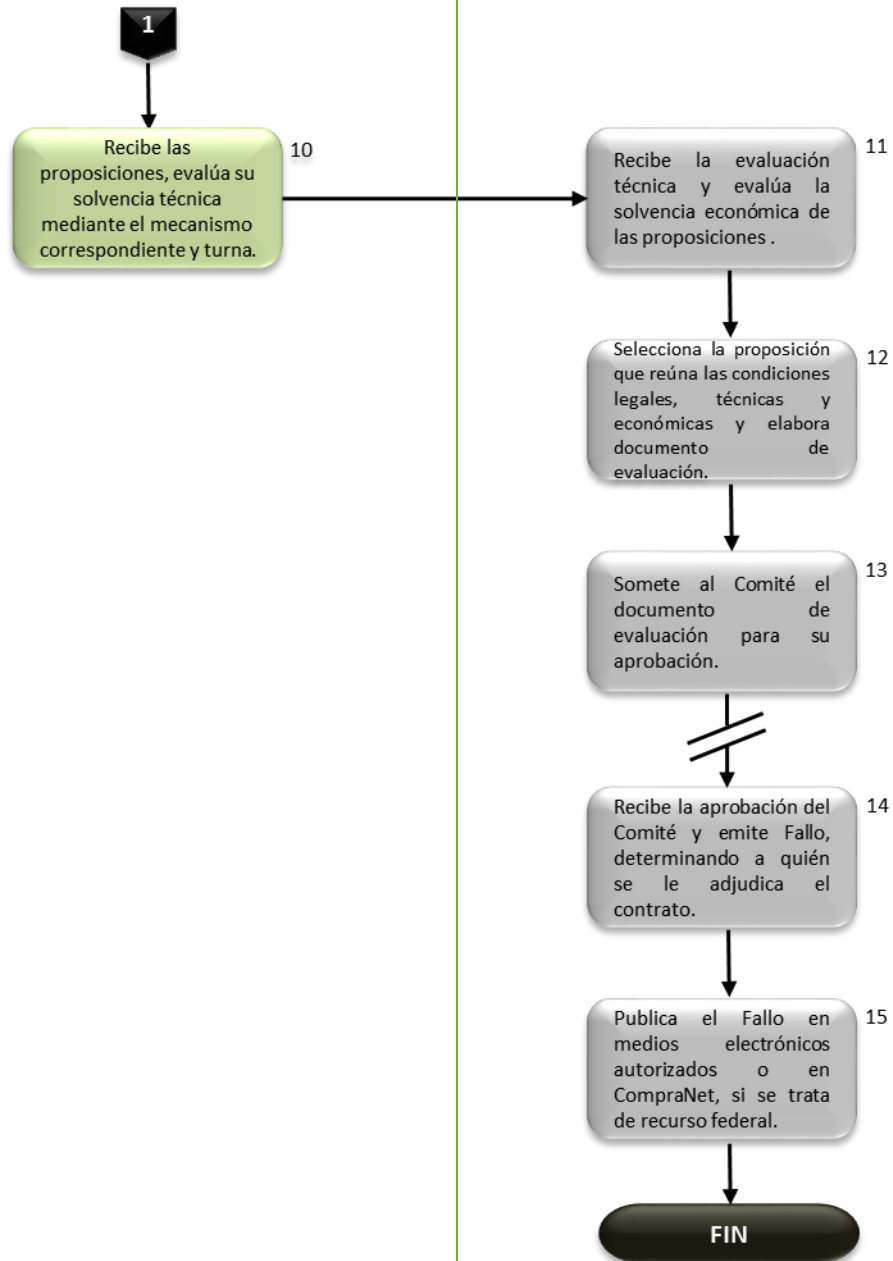 1
Recibe las
proposiciones, evalúa su
solvencia técnica
mediante el mecanismo
correspondiente y turna.
10
Recibe la evaluación
técnica y evalúa la
solvencia económica de
las proposiciones .
11
Selecciona la proposición
que reúna las condiciones
legales, técnicas y
económicas y elabora
documento de
evaluación.
12
Somete al Comité el
documento de
evaluación para su
aprobación.
13
Recibe la aprobación del
Comité y emite Fallo,
determinando a quién
se le adjudica el
contrato.
14
Publica el Fallo en
medios electrónicos
autorizados o en
CompraNet, si se trata
de recurso federal.
15
FIN